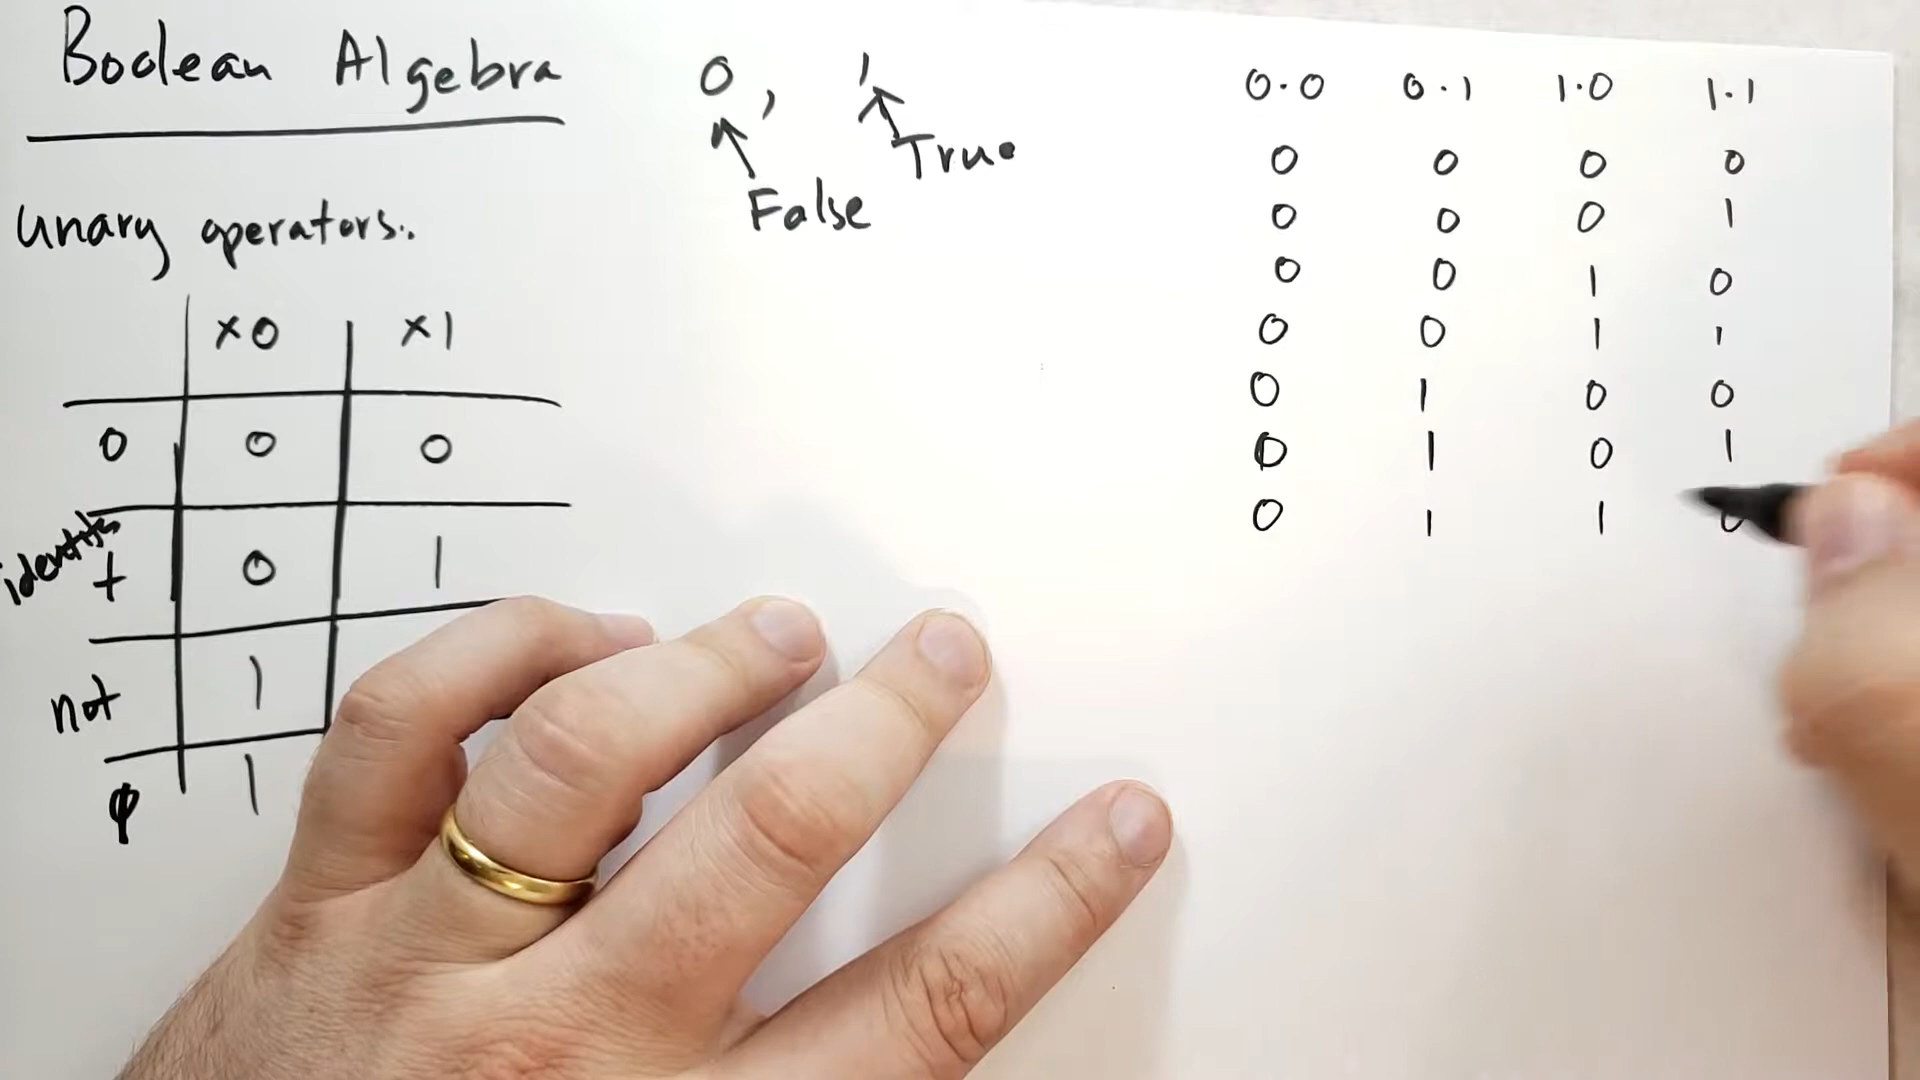 Boolean Algebra
0, 1
False
True
Unary operators..
x0 x1
0 0 0
identity
+ 0 1
not 1
φ 1
0·0 0·1 1·0 1·1
0 0 0 0
0 0 0 1
0 0 1 0
0 0 1 1
0 1 0 0
0 1 0 1
0 1 1 0